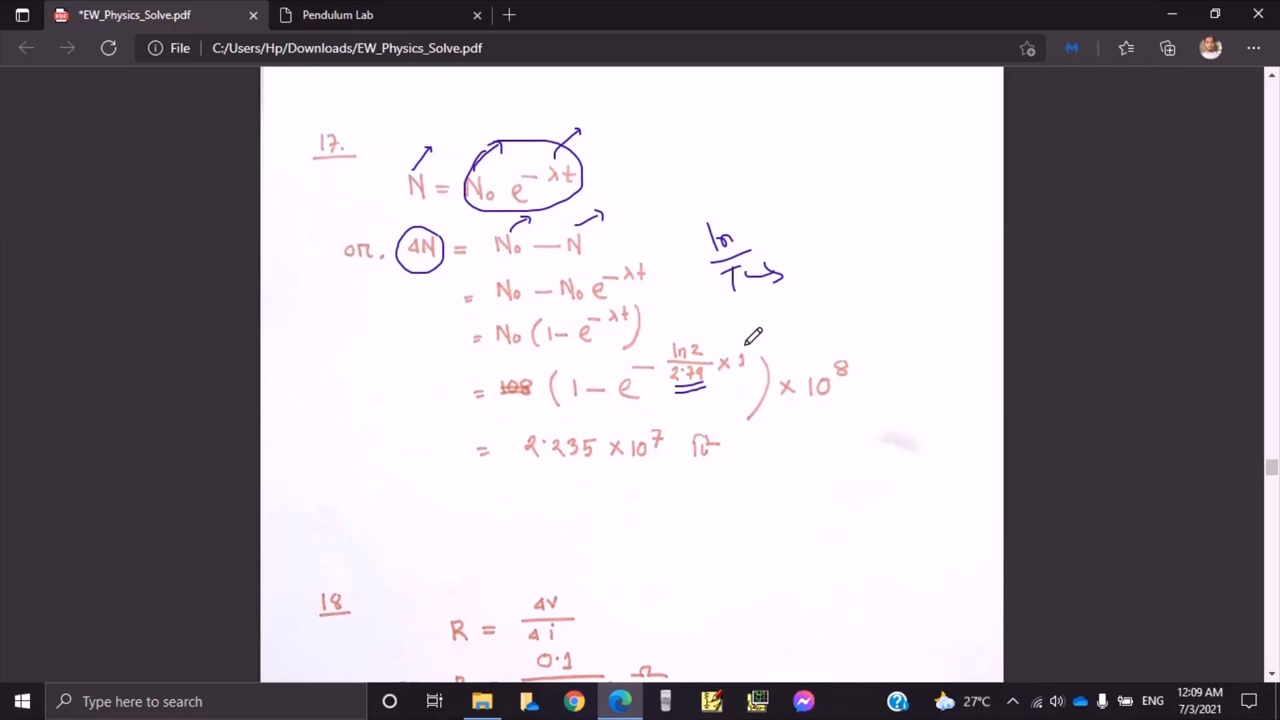 *EW_Physics_Solve.pdf
Pendulum Lab
File
C:/Users/Hp/Downloads/EW_Physics_Solve.pdf
17.
N = N₀ e^(-λt)
or. ΔN = N₀ — N
= N₀ — N₀ e^(-λt)
= N₀ (1 - e^(-λt))
ln
T
= (1 - e^(-(ln2/2.79) × 1)) × 10⁸
= 2.235 × 10⁷ টি
18
R = Δv / Δi
0.1
Type here to search
27°C
ENG
12:09 AM
7/3/2021